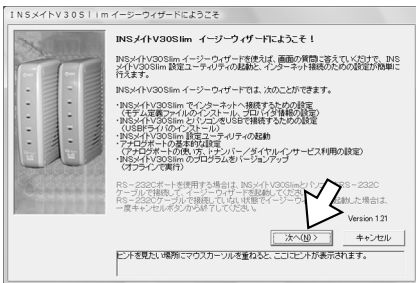 INSメイトV30Slim イージーウィザードにようこそ
INSメイトV30Slim イージーウィザードにようこそ！
INSメイトV30Slim イージーウィザードを使えば、画面の質問に答えていくだけで、INS
メイトV30Slim 設定ユーティリティの起動と、インターネット接続のための設定が簡単に
行えます。
INSメイトV30Slim イージーウィザードでは、次のことができます。
・INSメイトV30Slim でインターネットへ接続するための設定
（モデム定義ファイルのインストール、プロバイダ情報の設定）
・INSメイトV30Slim とパソコンをUSBで接続するための設定
（USBドライバのインストール）
・INSメイトV30Slim 設定ユーティリティの起動
・アナログポートの基本的な設定
（アナログポートの使い方、i・ナンバー／ダイヤルインサービス利用の設定）
・INSメイトV30Slim のプログラムをバージョンアップ
（オフラインで実行）
RS－232Cポートを使用する場合は、INSメイトV30Slimとパソ RS－232C
ケーブルで接続して、イージーウィザードを起動してくださ
RS－232Cケーブルで接続していない状態でイージーウ 起動した場合は、
一度キャンセルボタンから終了してください。
Version 1.21
次へ(N) >
キャンセル
ヒントを見たい場所にマウスカーソルを重ねると、ここにヒントが表示されます。